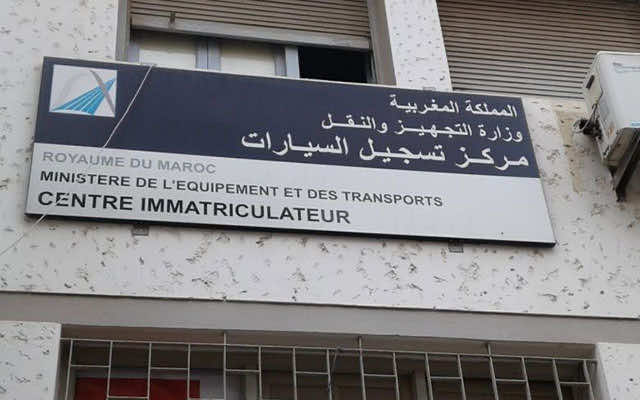 المملكة المغربية
وزارة التجهيز والنقل
مركز تسجيل السيارات
ROYAUME DU MAROC
MINISTERE DE L'EQUIPEMENT ET DES TRANSPORTS
CENTRE IMMATRICULATEUR